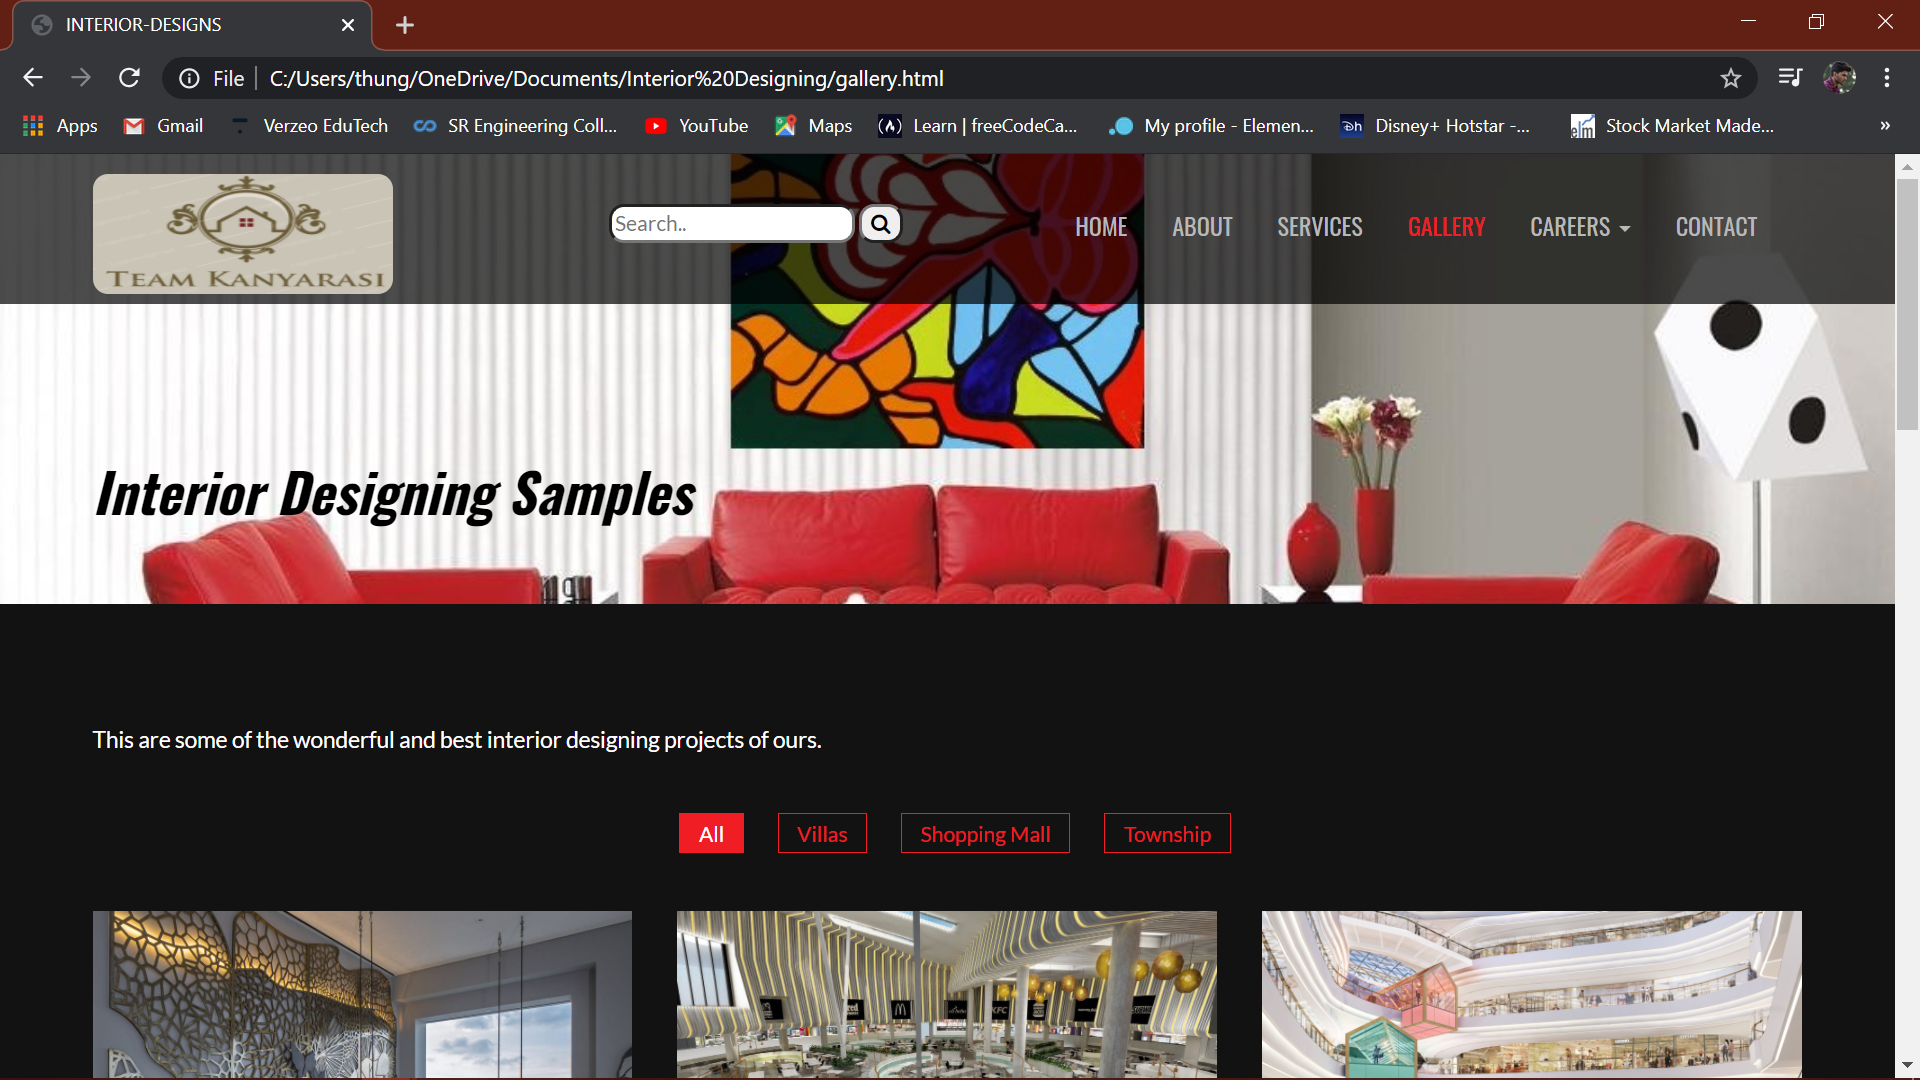 INTERIOR-DESIGNS
File C:/Users/thung/OneDrive/Documents/Interior%20Designing/gallery.html
Apps Gmail Verzeo EduTech SR Engineering Coll... YouTube Maps Learn | freeCodeCa... My profile - Elemen... Disney+ Hotstar -... Stock Market Made... »
TEAM KANYARASI
Search..
HOME ABOUT SERVICES GALLERY CAREERS CONTACT
Interior Designing Samples
This are some of the wonderful and best interior designing projects of ours.
All Villas Shopping Mall Township
KFC